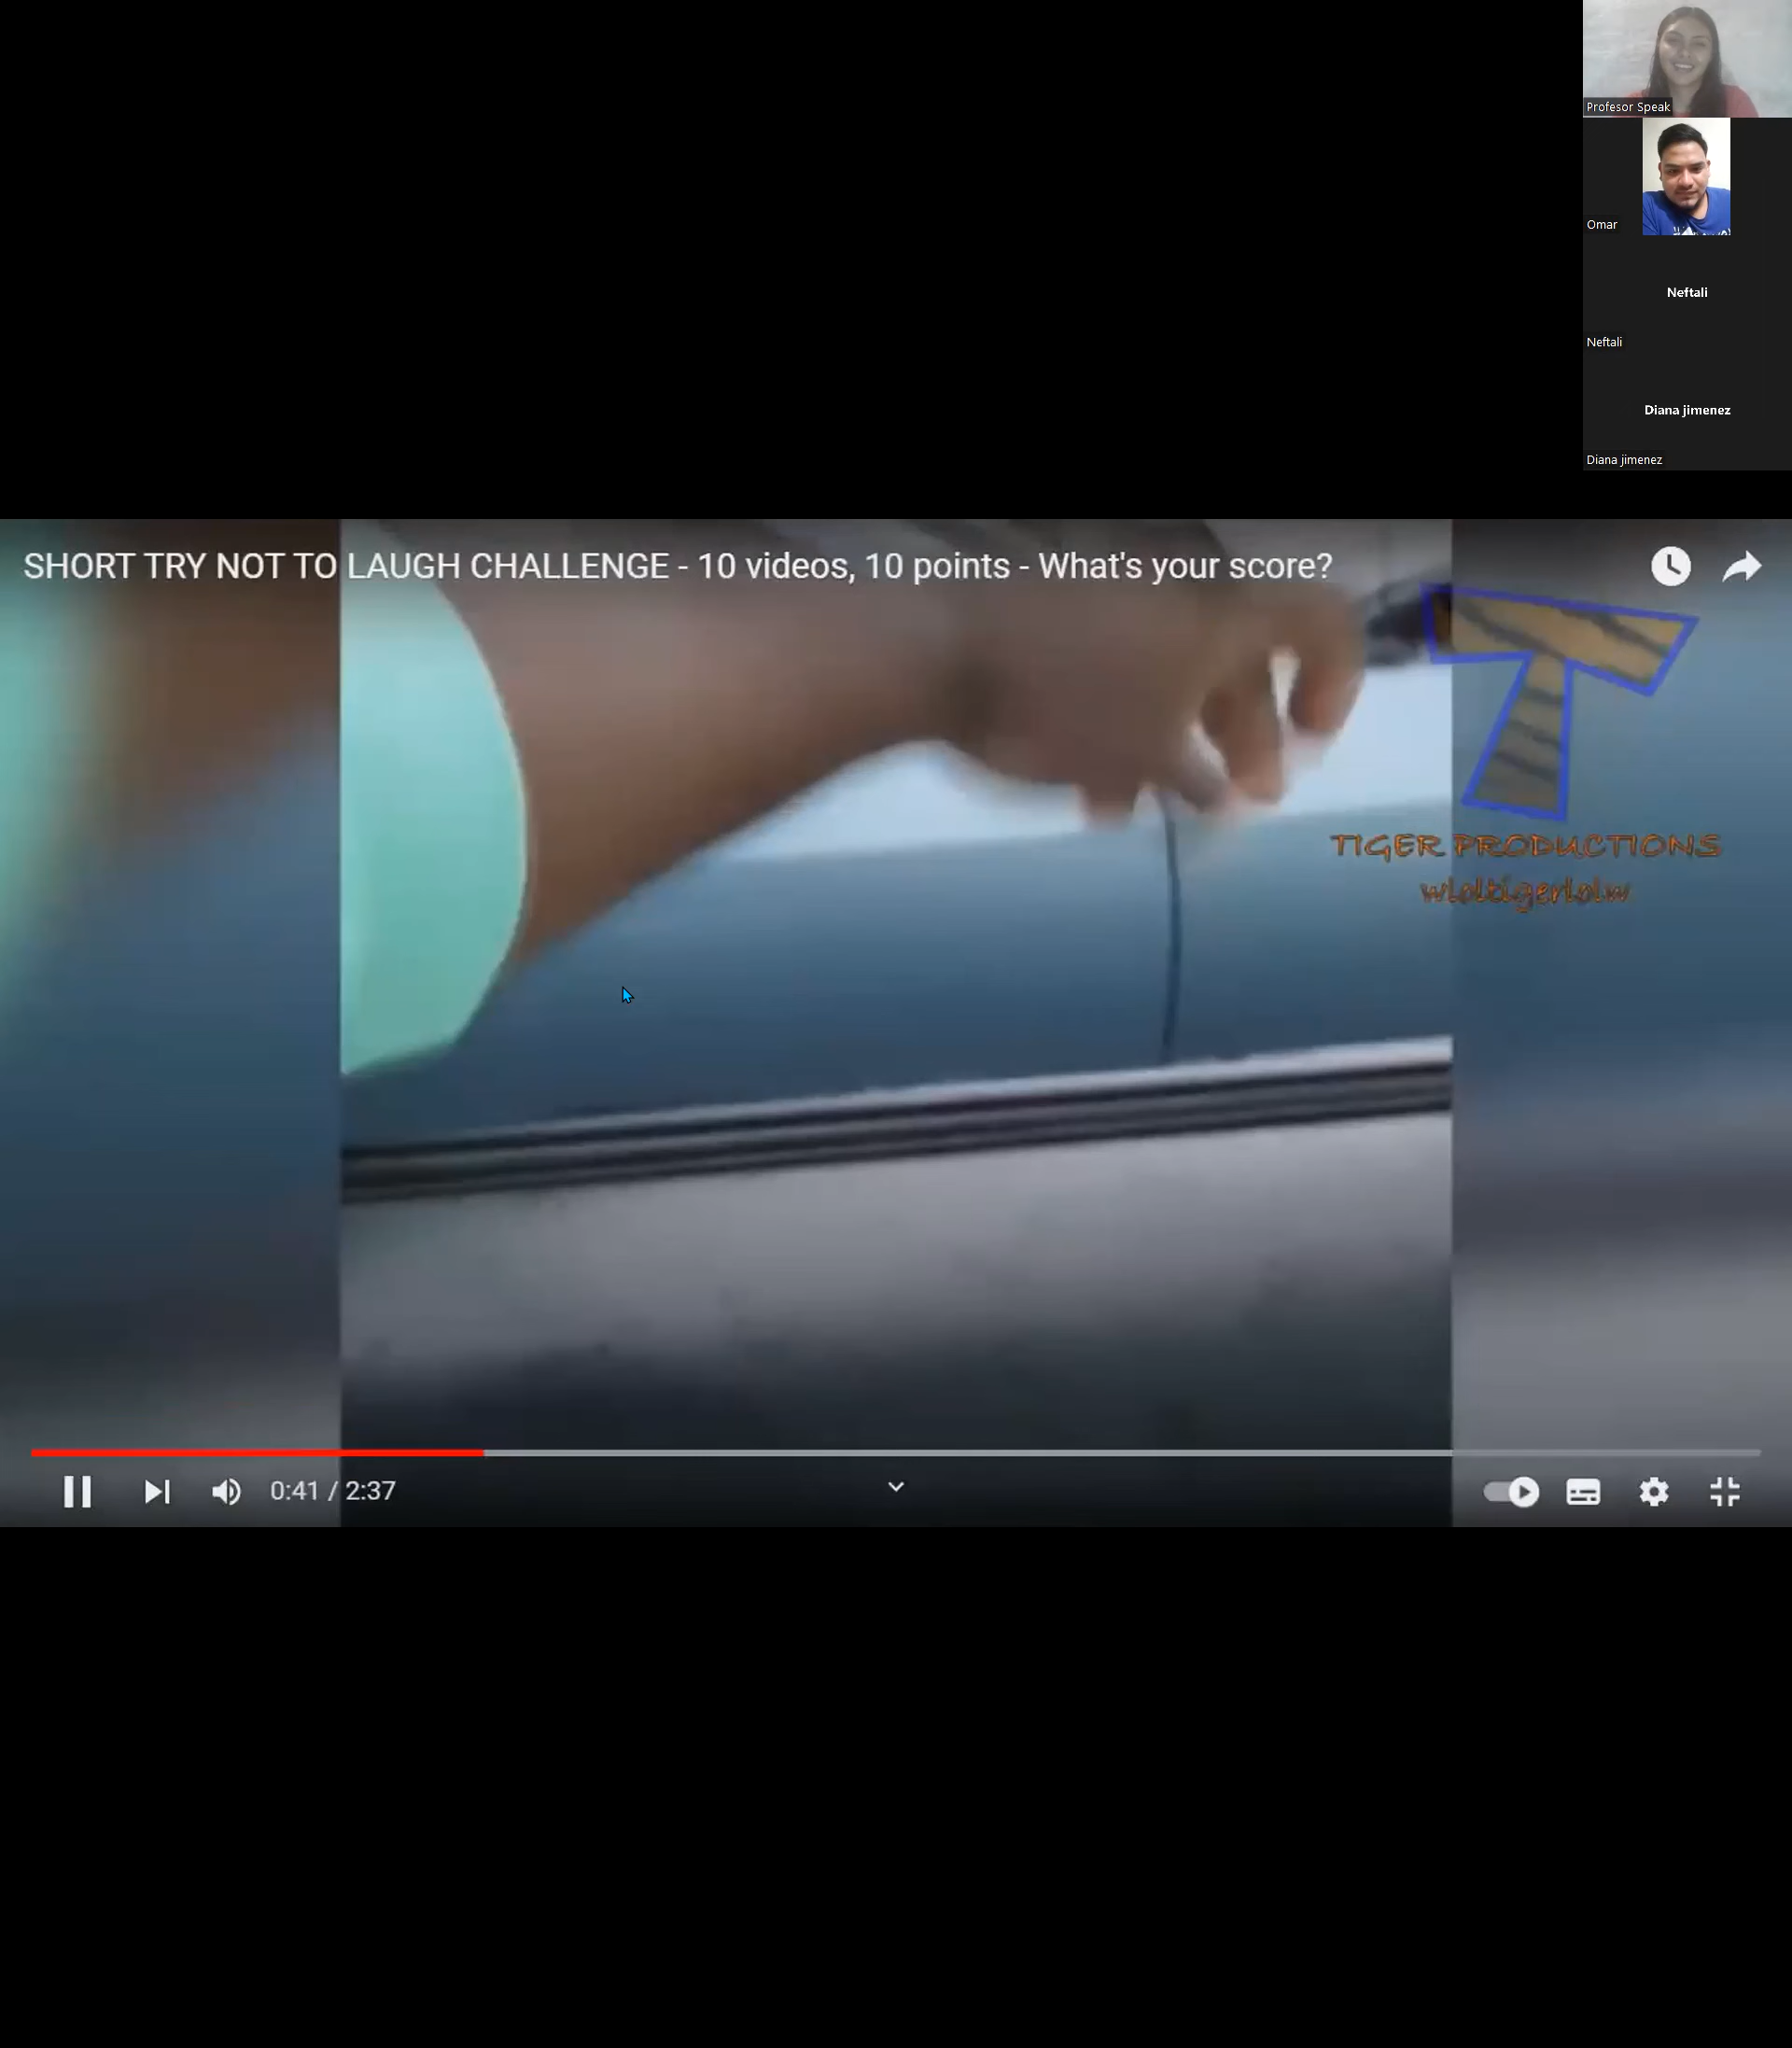 Profesor Speak
Omar
Neftali
Neftali
Diana jimenez
Diana jimenez
SHORT TRY NOT TO LAUGH CHALLENGE - 10 videos, 10 points - What's your score?
TIGER PRODUCTIONS
wloltigerlolw
0:41 / 2:37